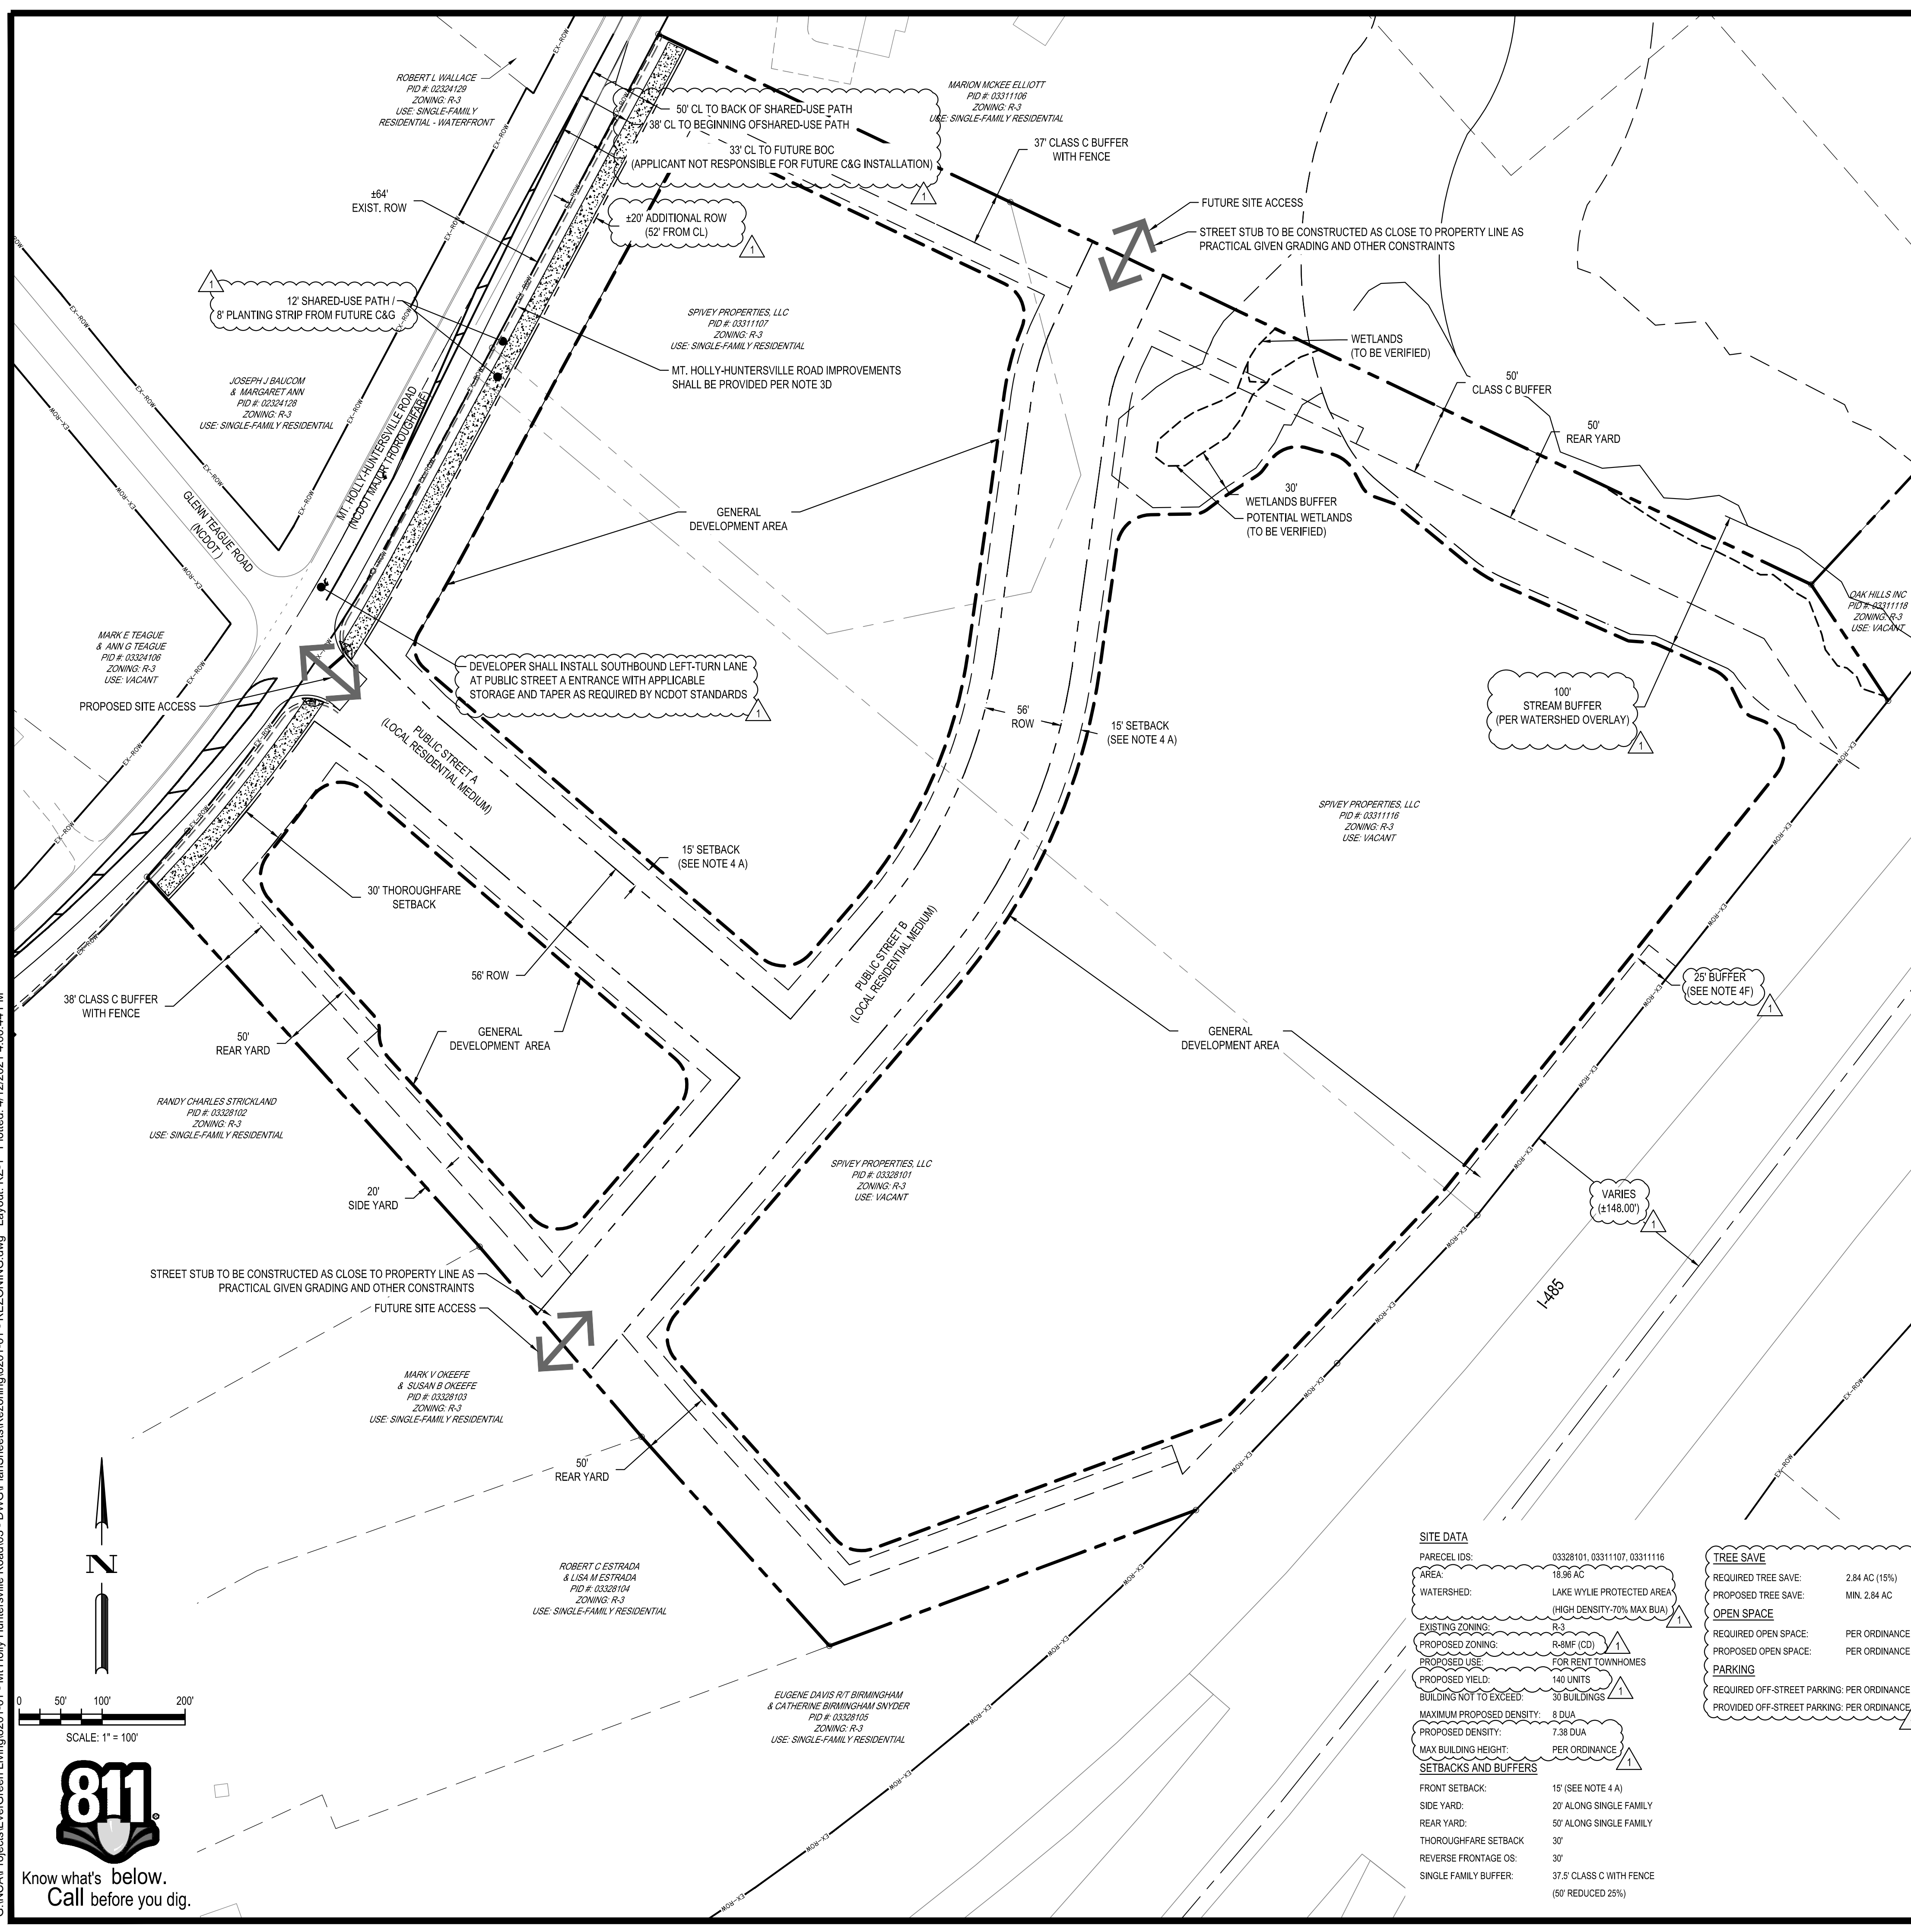 ROBERT L WALLACE
PID #: 02324129
ZONING: R-3
USE: SINGLE-FAMILY
RESIDENTIAL - WATERFRONT
50' CL TO BACK OF SHARED-USE PATH
38' CL TO BEGINNING OFSHARED-USE PATH
33' CL TO FUTURE BOC
(APPLICANT NOT RESPONSIBLE FOR FUTURE C&G INSTALLATION)
1
MARION MCKEE ELLIOTT
PID #: 03311106
ZONING: R-3
USE: SINGLE-FAMILY RESIDENTIAL
37' CLASS C BUFFER
WITH FENCE
±64'
EXIST. ROW
±20' ADDITIONAL ROW
(52' FROM CL)
1
FUTURE SITE ACCESS
STREET STUB TO BE CONSTRUCTED AS CLOSE TO PROPERTY LINE AS
PRACTICAL GIVEN GRADING AND OTHER CONSTRAINTS
1
12' SHARED-USE PATH /
8' PLANTING STRIP FROM FUTURE C&G
SPIVEY PROPERTIES, LLC
PID #: 03311107
ZONING: R-3
USE: SINGLE-FAMILY RESIDENTIAL
WETLANDS
(TO BE VERIFIED)
MT. HOLLY-HUNTERSVILLE ROAD IMPROVEMENTS
SHALL BE PROVIDED PER NOTE 3D
50'
CLASS C BUFFER
JOSEPH J BAUCOM
& MARGARET ANN
PID #: 02324128
ZONING: R-3
USE: SINGLE-FAMILY RESIDENTIAL
MT. HOLLY-HUNTERSVILLE ROAD
(NCDOT MAJOR THOROUGHFARE)
50'
REAR YARD
GLENN TEAGUE ROAD
(NCDOT)
30'
WETLANDS BUFFER
POTENTIAL WETLANDS
(TO BE VERIFIED)
GENERAL
DEVELOPMENT AREA
OAK HILLS INC
PID #: 03311118
ZONING: R-3
USE: VACANT
MARK E TEAGUE
& ANN G TEAGUE
PID #: 03324106
ZONING: R-3
USE: VACANT
PROPOSED SITE ACCESS
DEVELOPER SHALL INSTALL SOUTHBOUND LEFT-TURN LANE
AT PUBLIC STREET A ENTRANCE WITH APPLICABLE
STORAGE AND TAPER AS REQUIRED BY NCDOT STANDARDS
1
100'
STREAM BUFFER
(PER WATERSHED OVERLAY)
1
56'
ROW
15' SETBACK
(SEE NOTE 4 A)
PUBLIC STREET A
(LOCAL RESIDENTIAL MEDIUM)
SPIVEY PROPERTIES, LLC
PID #: 03311116
ZONING: R-3
USE: VACANT
15' SETBACK
(SEE NOTE 4 A)
30' THOROUGHFARE
SETBACK
56' ROW
PUBLIC STREET B
(LOCAL RESIDENTIAL MEDIUM)
25' BUFFER
(SEE NOTE 4F)
1
38' CLASS C BUFFER
WITH FENCE
50'
REAR YARD
GENERAL
DEVELOPMENT AREA
GENERAL
DEVELOPMENT AREA
RANDY CHARLES STRICKLAND
PID #: 03328102
ZONING: R-3
USE: SINGLE-FAMILY RESIDENTIAL
SPIVEY PROPERTIES, LLC
PID #: 03328101
ZONING: R-3
USE: VACANT
20'
SIDE YARD
VARIES
(±148.00')
1
STREET STUB TO BE CONSTRUCTED AS CLOSE TO PROPERTY LINE AS
PRACTICAL GIVEN GRADING AND OTHER CONSTRAINTS
FUTURE SITE ACCESS
I-485
MARK V OKEEFE
& SUSAN B OKEEFE
PID #: 03328103
ZONING: R-3
USE: SINGLE-FAMILY RESIDENTIAL
50'
REAR YARD
ROBERT C ESTRADA
& LISA M ESTRADA
PID #: 03328104
ZONING: R-3
USE: SINGLE-FAMILY RESIDENTIAL
EUGENE DAVIS R/T BIRMINGHAM
& CATHERINE BIRMINGHAM SNYDER
PID #: 03328105
ZONING: R-3
USE: SINGLE-FAMILY RESIDENTIAL
N
0 50' 100' 200'
SCALE: 1" = 100'
811
Know what's below.
Call before you dig.
SITE DATA
PARECEL IDS: 03328101, 03311107, 03311116
AREA: 18.96 AC
WATERSHED: LAKE WYLIE PROTECTED AREA
(HIGH DENSITY-70% MAX BUA)
1
EXISTING ZONING: R-3
PROPOSED ZONING: R-8MF (CD)
1
PROPOSED USE: FOR RENT TOWNHOMES
PROPOSED YIELD: 140 UNITS
1
BUILDING NOT TO EXCEED: 30 BUILDINGS
MAXIMUM PROPOSED DENSITY: 8 DUA
PROPOSED DENSITY: 7.38 DUA
MAX BUILDING HEIGHT: PER ORDINANCE
1
SETBACKS AND BUFFERS
FRONT SETBACK: 15' (SEE NOTE 4 A)
SIDE YARD: 20' ALONG SINGLE FAMILY
REAR YARD: 50' ALONG SINGLE FAMILY
THOROUGHFARE SETBACK 30'
REVERSE FRONTAGE OS: 30'
SINGLE FAMILY BUFFER: 37.5' CLASS C WITH FENCE
(50' REDUCED 25%)
TREE SAVE
REQUIRED TREE SAVE: 2.84 AC (15%)
PROPOSED TREE SAVE: MIN. 2.84 AC
OPEN SPACE
REQUIRED OPEN SPACE: PER ORDINANCE
PROPOSED OPEN SPACE: PER ORDINANCE
PARKING
REQUIRED OFF-STREET PARKING: PER ORDINANCE
PROVIDED OFF-STREET PARKING: PER ORDINANCE